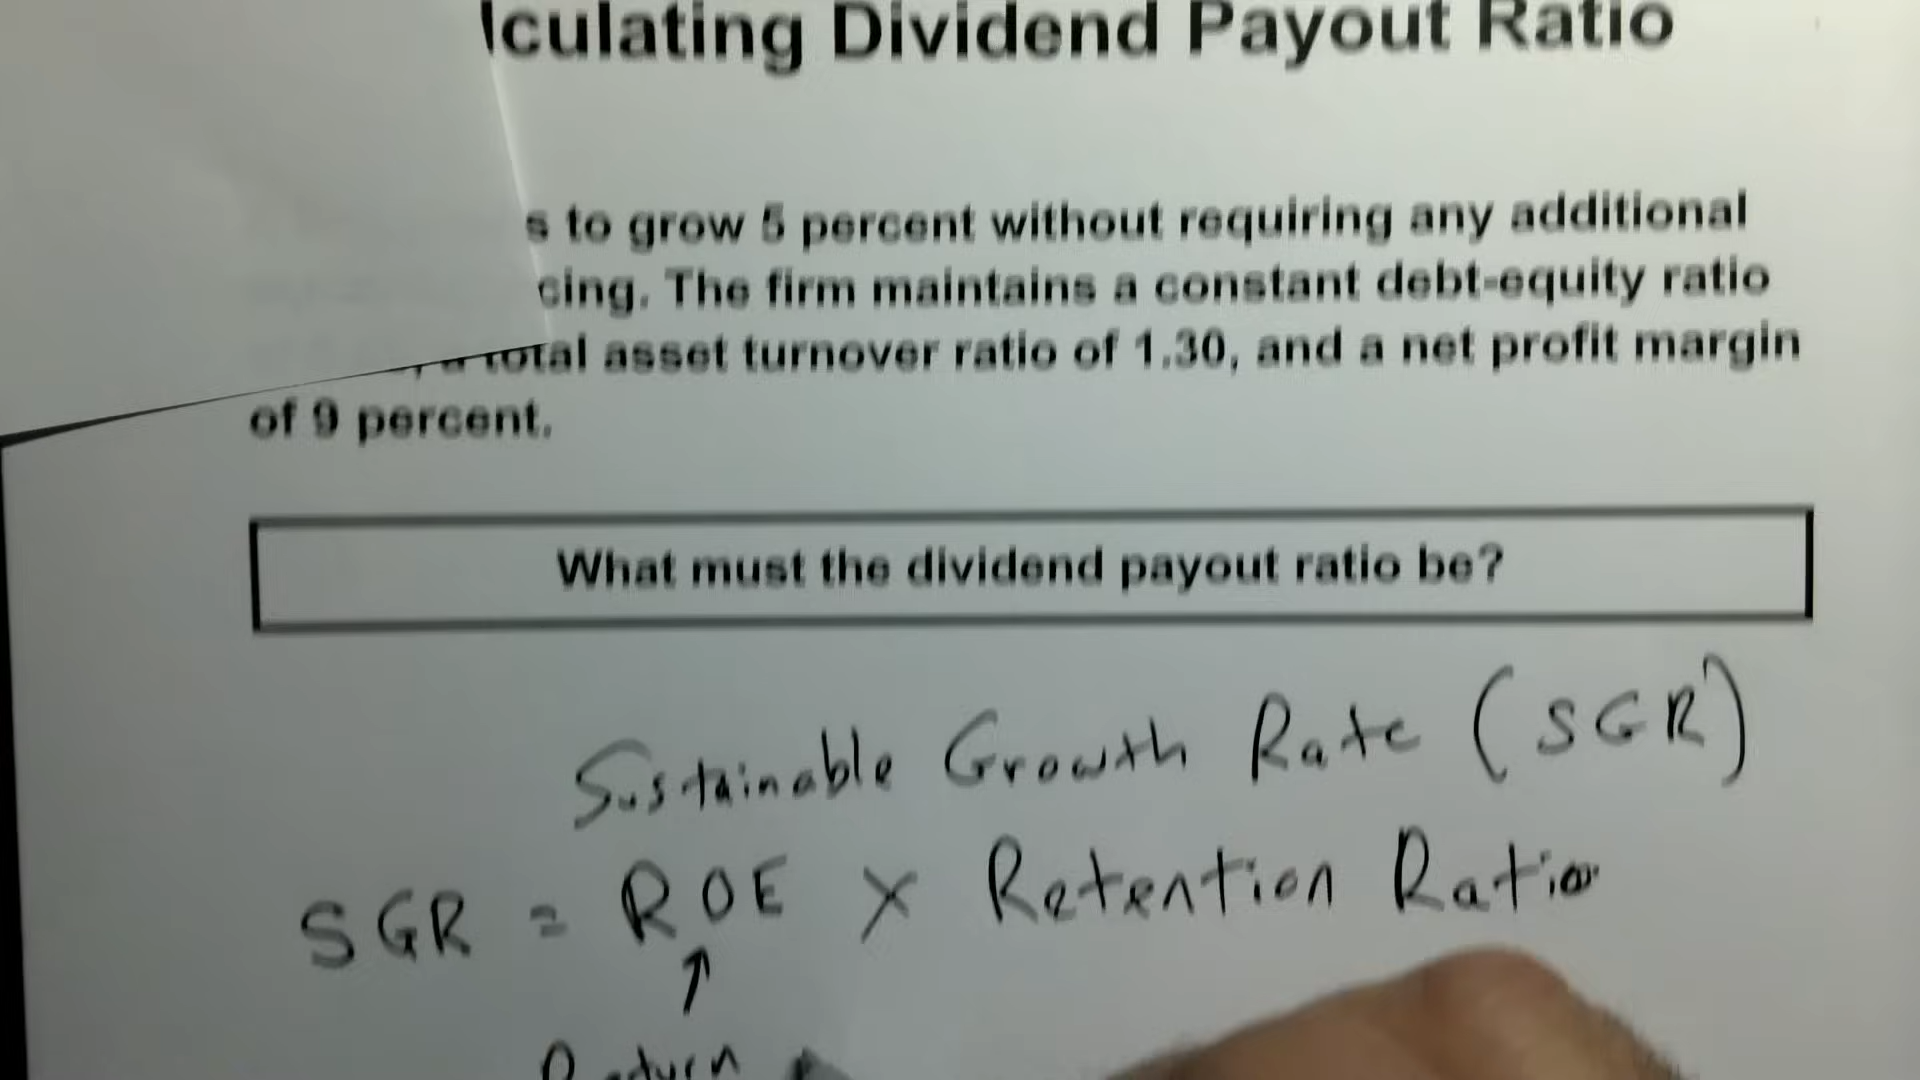 lculating Dividend Payout Ratio
s to grow 5 percent without requiring any additional
cing. The firm maintains a constant debt-equity ratio
total asset turnover ratio of 1.30, and a net profit margin
of 9 percent.
What must the dividend payout ratio be?
Sustainable Growth Rate (SGR)
SGR = ROE X Retention Ratio
↑
Return